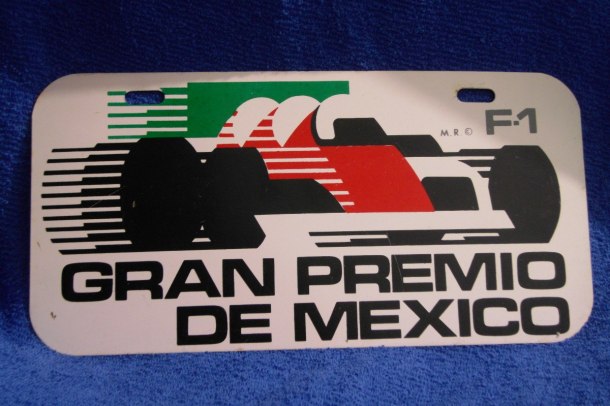 M.R © F-1
GRAN PREMIO
DE MEXICO